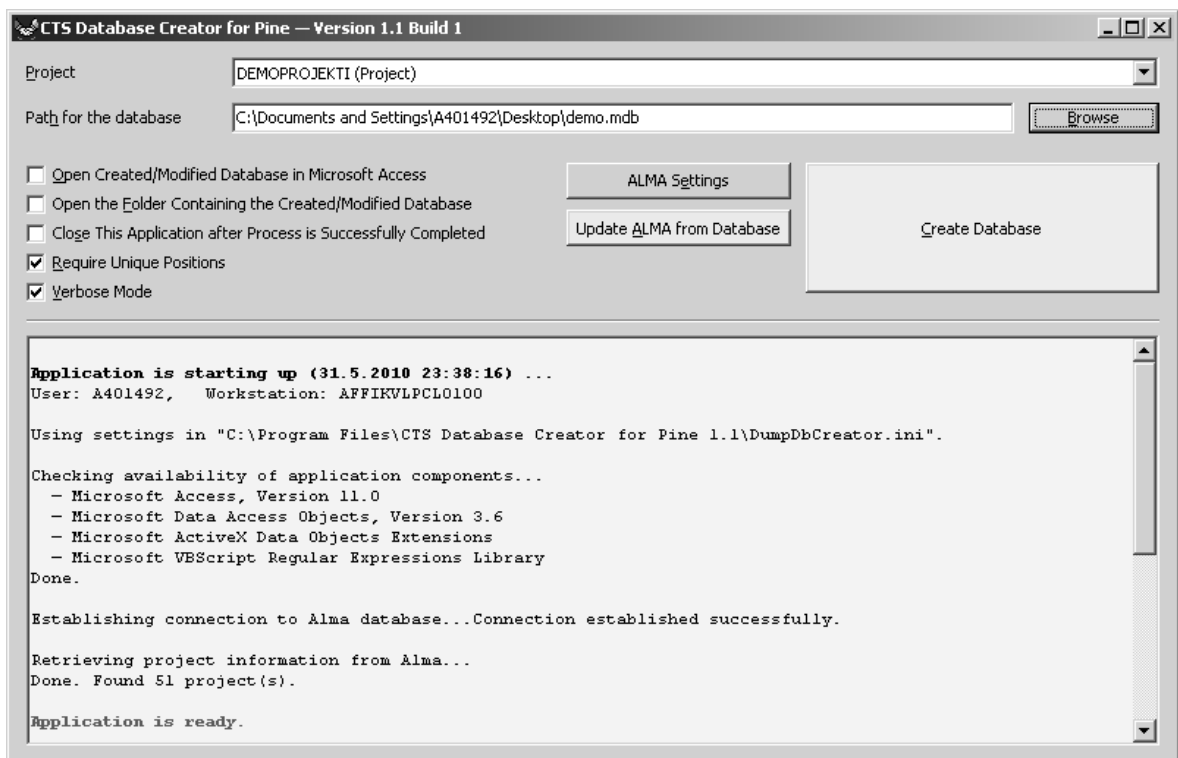 CTS Database Creator for Pine — Version 1.1 Build 1
Project
DEMOPROJEKTI (Project)
Path for the database
C:\Documents and Settings\A401492\Desktop\demo.mdb
Browse
Open Created/Modified Database in Microsoft Access
Open the Folder Containing the Created/Modified Database
Close This Application after Process is Successfully Completed
Require Unique Positions
Verbose Mode
ALMA Settings
Update ALMA from Database
Create Database
Application is starting up (31.5.2010 23:38:16) ...
User: A401492, Workstation: AFFIKVLPCL0100
Using settings in "C:\Program Files\CTS Database Creator for Pine 1.1\DumpDbCreator.ini".
Checking availability of application components...
— Microsoft Access, Version 11.0
— Microsoft Data Access Objects, Version 3.6
— Microsoft ActiveX Data Objects Extensions
— Microsoft VBScript Regular Expressions Library
Done.
Establishing connection to Alma database...Connection established successfully.
Retrieving project information from Alma...
Done. Found 51 project(s).
Application is ready.